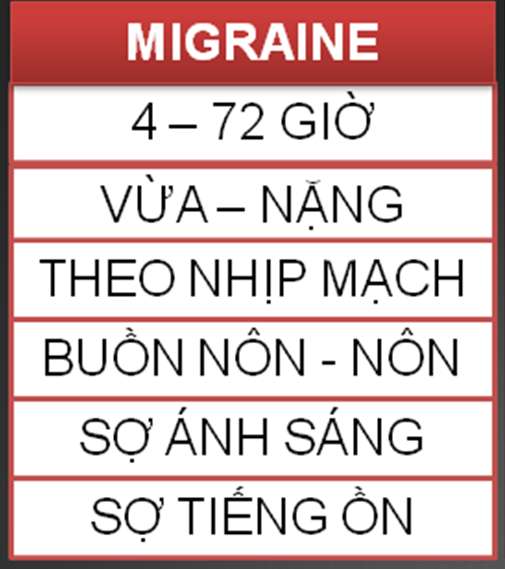 MIGRAINE
4 – 72 GIỜ
VỪA – NẶNG
THEO NHỊP MẠCH
BUỒN NÔN - NÔN
SỢ ÁNH SÁNG
SỢ TIẾNG ỒN